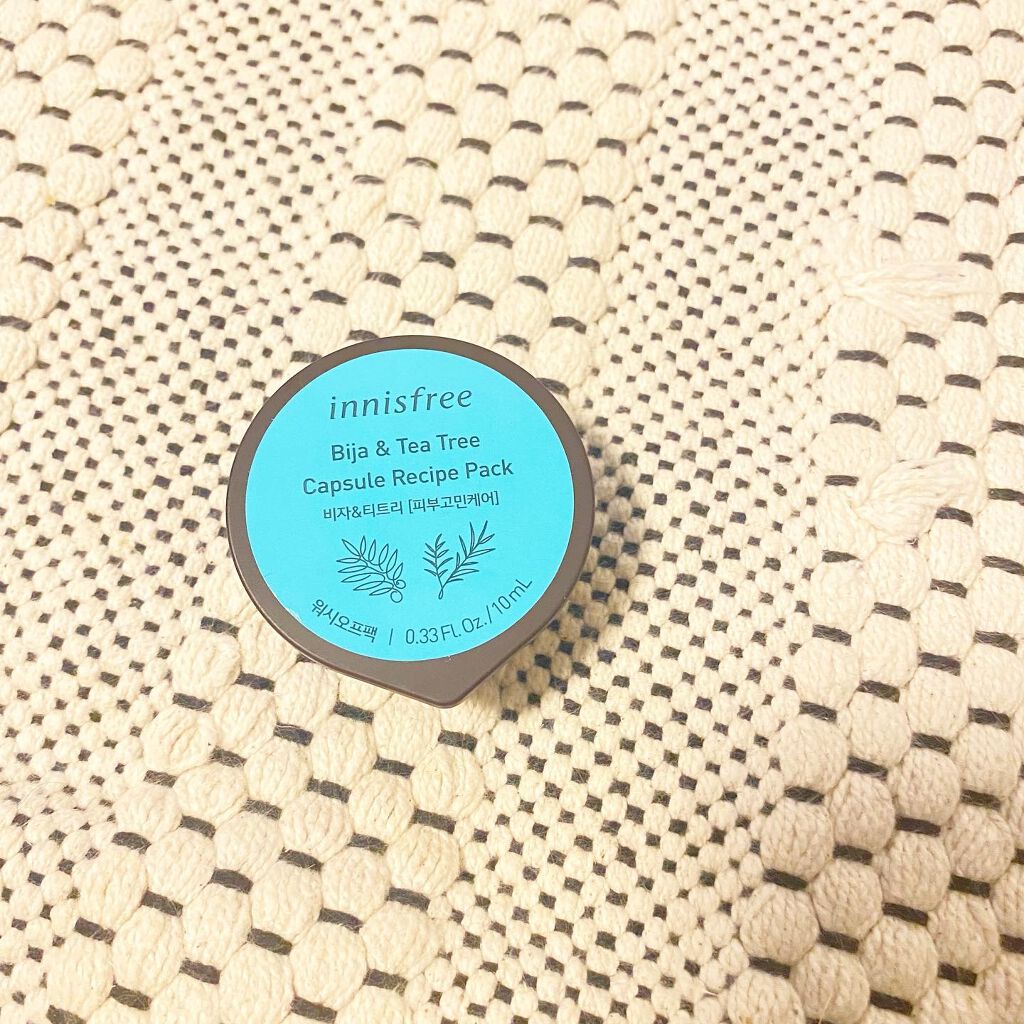 innisfree
Bija & Tea Tree
Capsule Recipe Pack
비자&티트리 [피부고민케어]
워시오프팩 | 0.33 Fl. Oz. / 10 mL